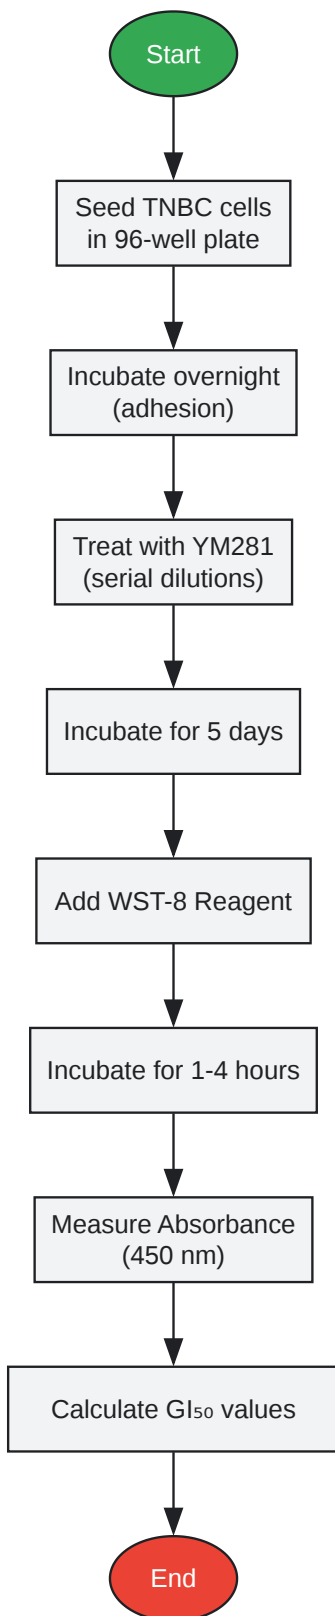 Start
Seed TNBC cells
in 96-well plate
Incubate overnight
(adhesion)
Treat with YM281
(serial dilutions)
Incubate for 5 days
Add WST-8 Reagent
Incubate for 1-4 hours
Measure Absorbance
(450 nm)
Calculate GI₅₀ values
End